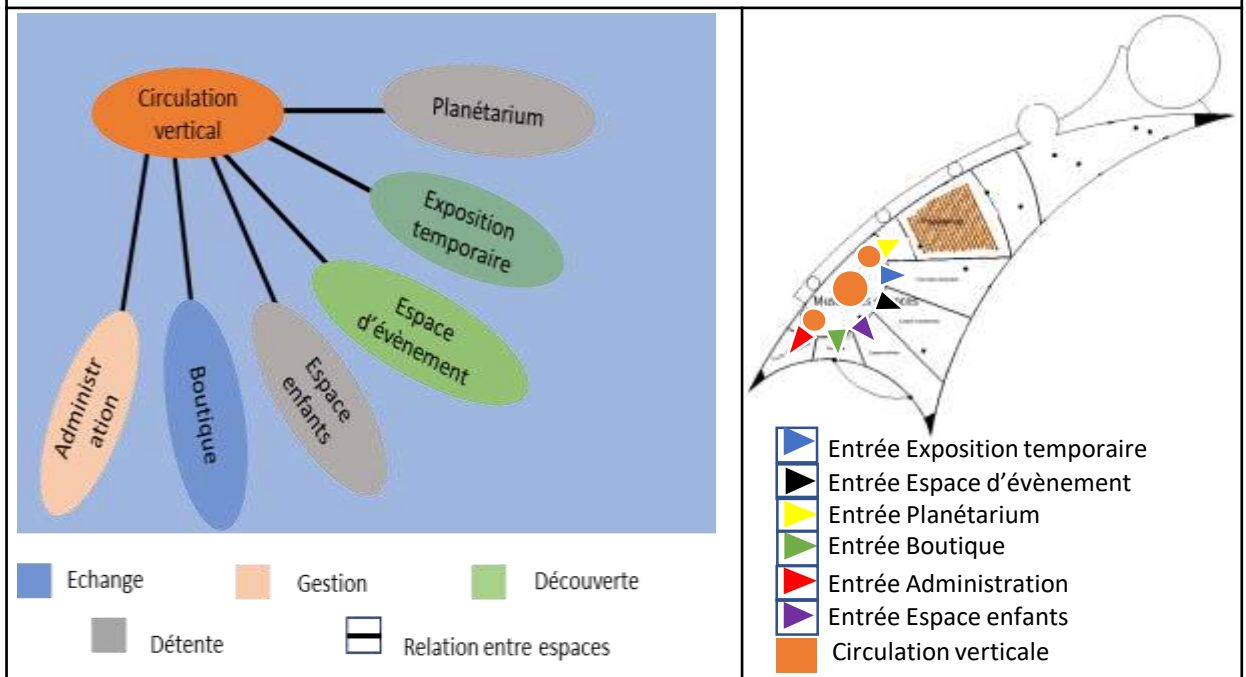 Circulation
vertical
Planétarium
Exposition
temporaire
Espace
d'évènement
Espace
enfants
Boutique
Administr
ation
Echange
Gestion
Découverte
Détente
Relation entre espaces
Entrée Exposition temporaire
Entrée Espace d'évènement
Entrée Planétarium
Entrée Boutique
Entrée Administration
Entrée Espace enfants
Circulation verticale